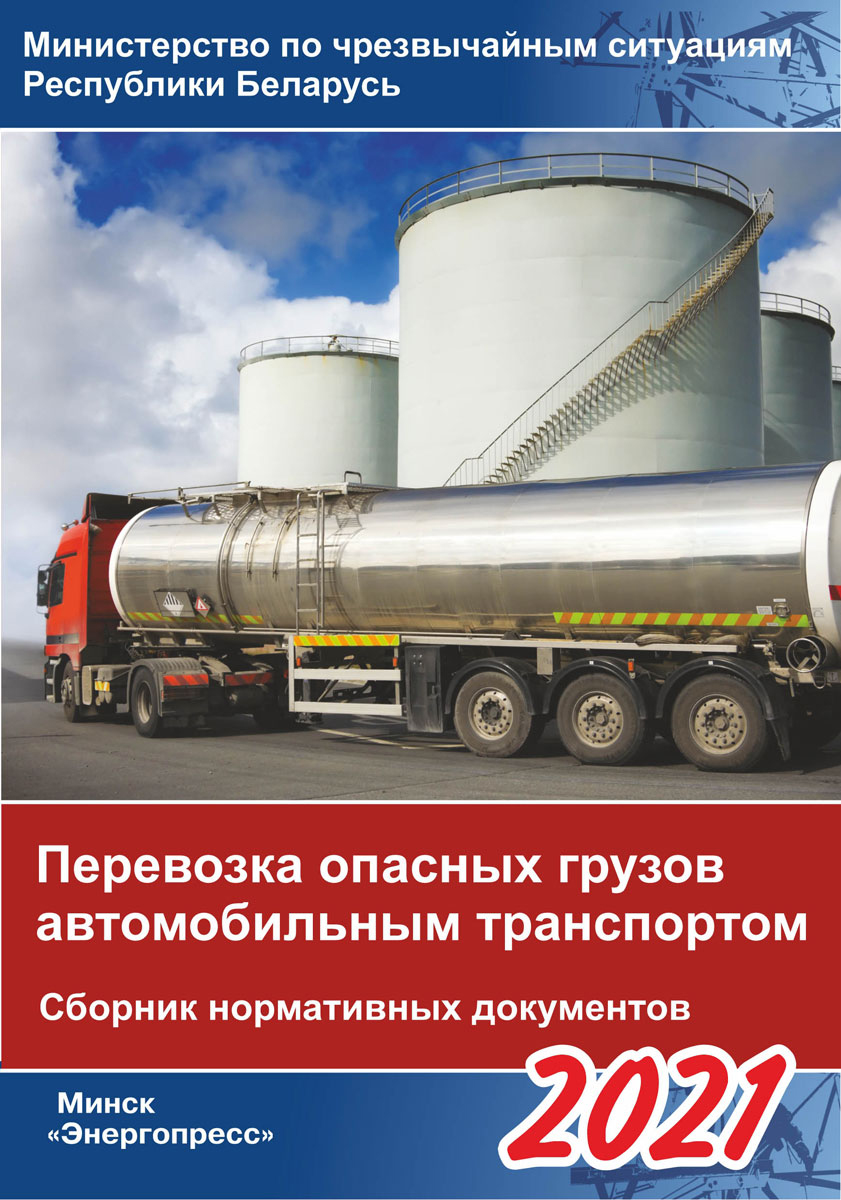 Министерство по чрезвычайным ситуациям
Республики Беларусь
Перевозка опасных грузов
автомобильным транспортом
Сборник нормативных документов
2021
Минск
«Энергопресс»